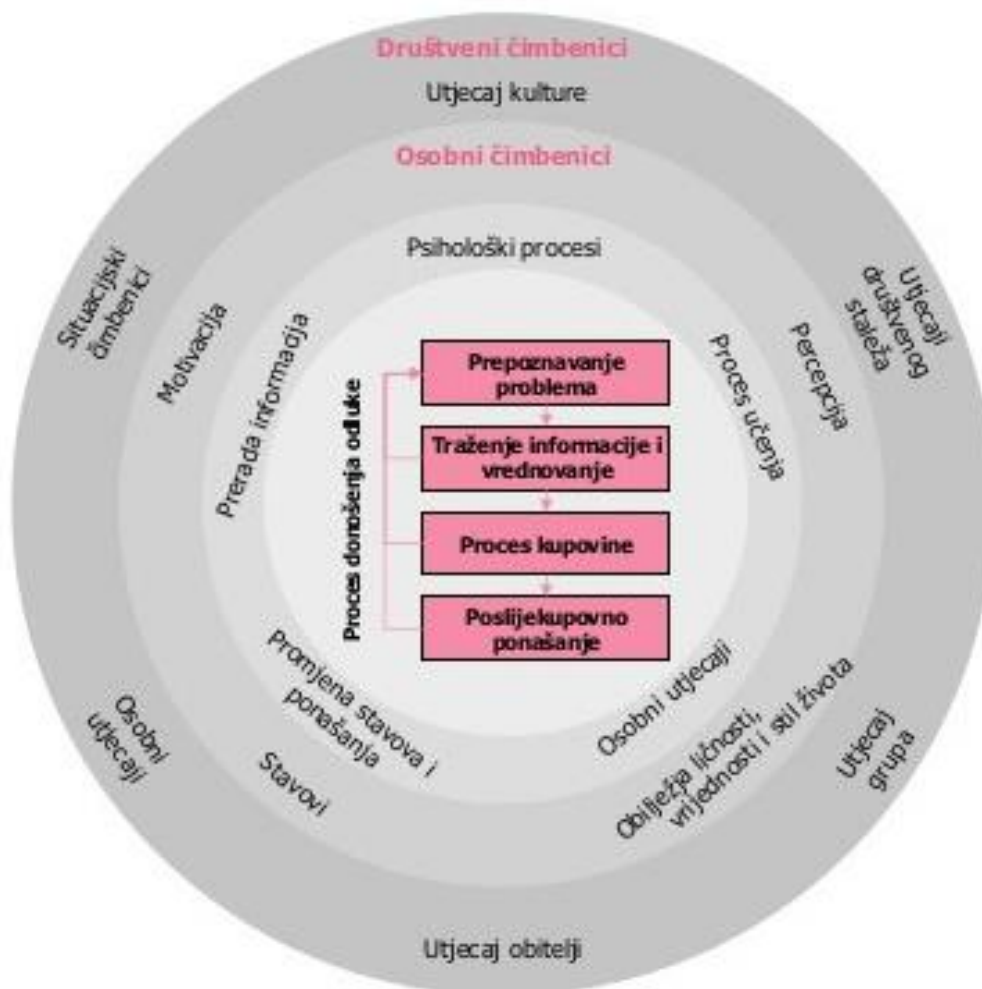 Društveni čimbenici
Utjecaj kulture
Osobni čimbenici
Psihološki procesi
Situacijski
čimbenici
Motivacija
Prerada informacija
Proces učenja
Percepcija
Utjecaji
društvenog
staleža
Proces donošenja odluke
Prepoznavanje
problema
Traženje informacije i
vrednovanje
Proces kupovine
Poslijekupovno
ponašanje
Promjena stavova i
ponašanja
Osobni utjecaji
Osobni
utjecaji
Stavovi
Obilježja ličnosti,
vrijednosti i stil života
Utjecaj
grupa
Utjecaj obitelji